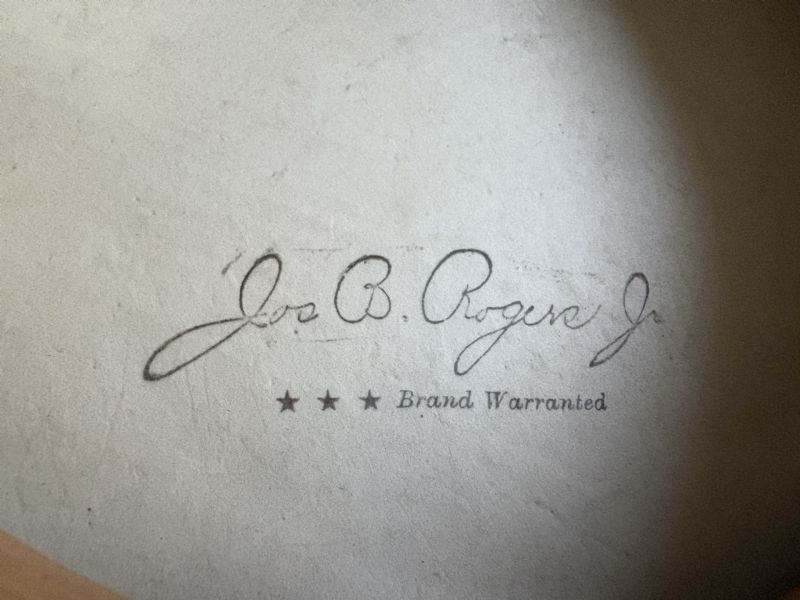 Jos B. Rogers Jr
★ ★ ★ Brand Warranted